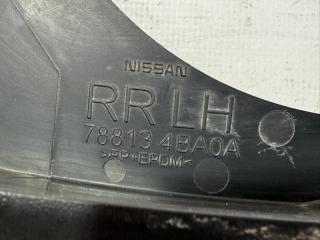 NISSAN
RR LH
78813 4BA0A
>PP+EPDM<